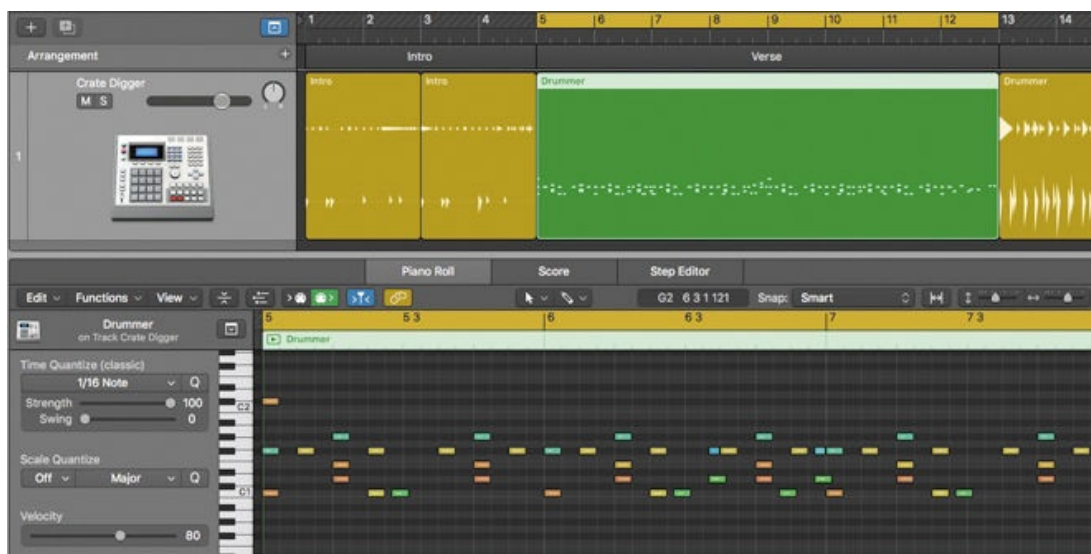 1 2 3 4 5 6 7 8 9 10 11 12 13 14
Arrangement + Intro Verse
Crate Digger Intro Intro Drummer Drummer
M S
1
Piano Roll Score Step Editor
Edit Functions View G2 6 3 1 121 Snap: Smart
5 5 3 6 6 3 7 7 3
Drummer
on Track Crate Digger
Drummer
Time Quantize (classic)
1/16 Note Q
Strength 100
C2
Swing 0
Scale Quantize
Off Major Q
C1
Velocity
80